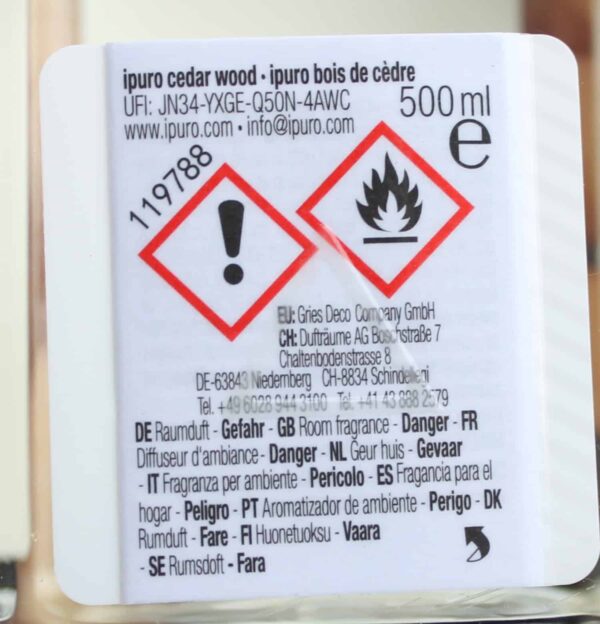 ipuro cedar wood • ipuro bois de cèdre
UFI: JN34-YXGE-Q50N-4AWC
500 ml
www.ipuro.com • info@ipuro.com
e
119788
EU: Gries Deco Company GmbH
CH: Dufträume AG Boschstraße 7
Chaltenbodenstrasse 8
DE-63843 Niedernberg CH-8834 Schindellegi
Tel. +49 6028 944 3100 Tel. +41 43 888 2579
DE Raumduft - Gefahr - GB Room fragrance - Danger - FR
Diffuseur d'ambiance- Danger - NL Geur huis - Gevaar
- IT Fragranza per ambiente - Pericolo - ES Fragancia para el
hogar - Peligro - PT Aromatizador de ambiente - Perigo - DK
Rumduft - Fare - FI Huonetuoksu - Vaara
- SE Rumsdoft - Fara